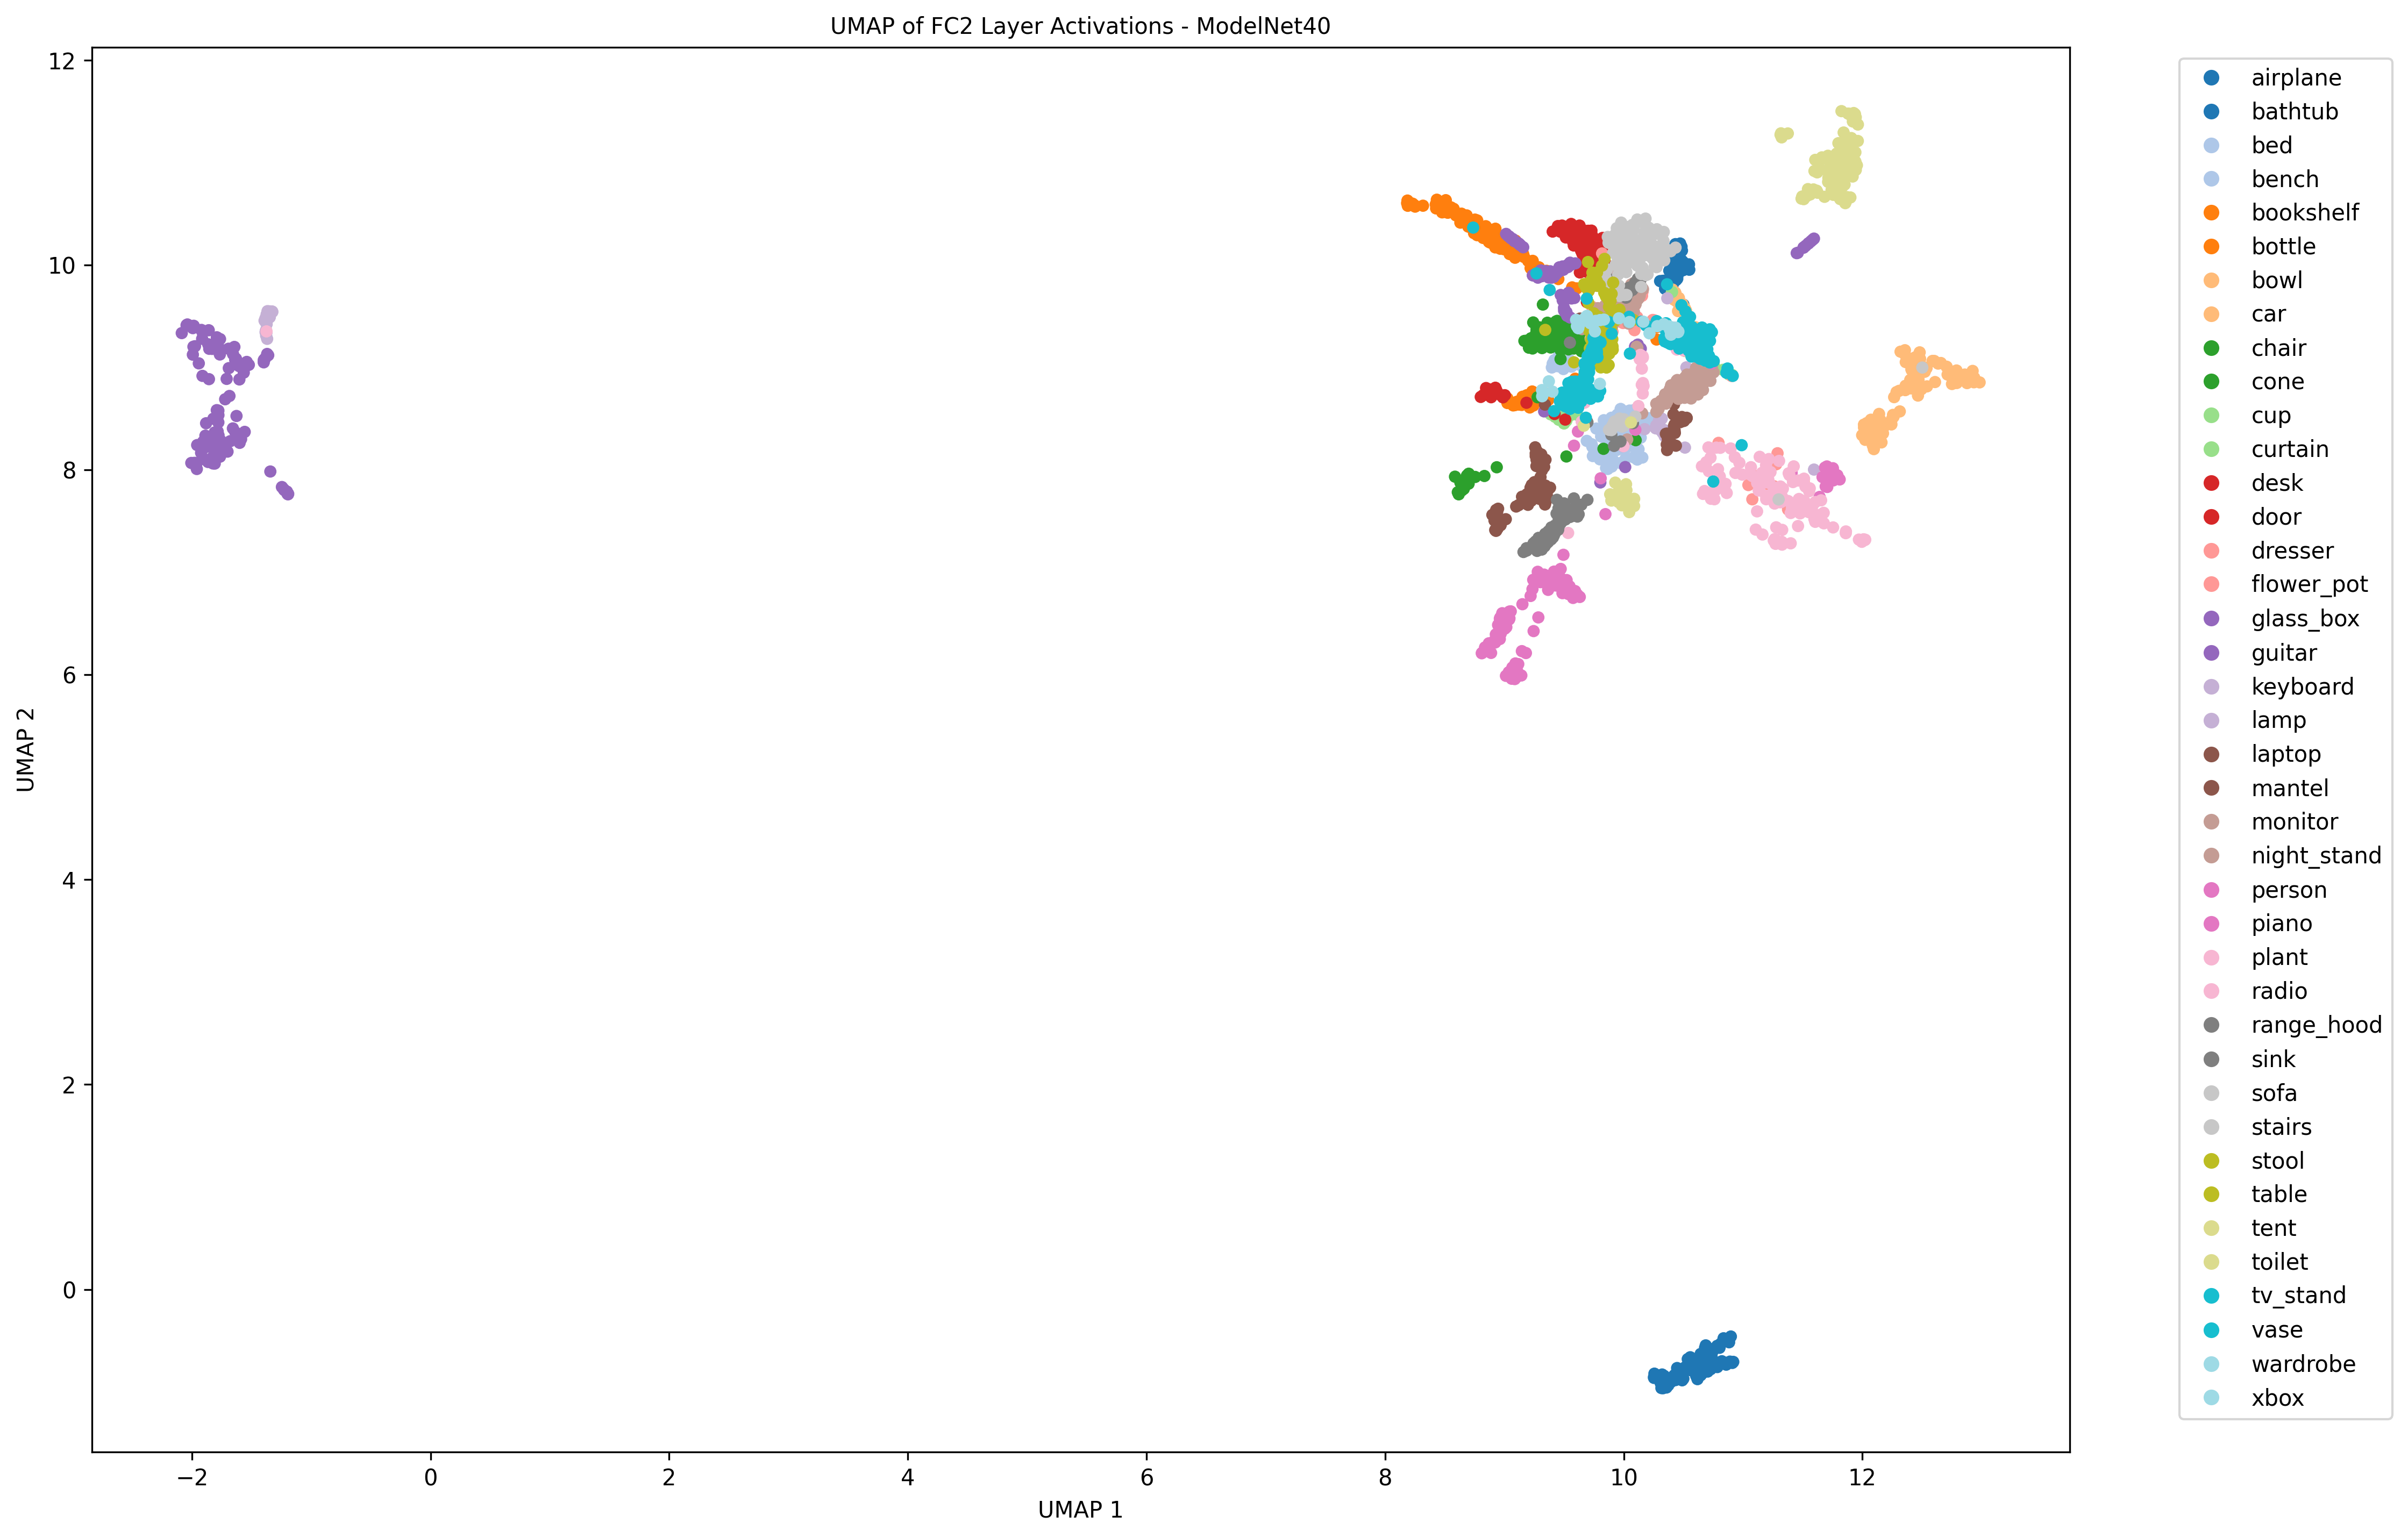 UMAP of FC2 Layer Activations - ModelNet40
12
10
8
6
4
2
0
UMAP 2
−2
0
2
4
6
8
10
12
UMAP 1
airplane
bathtub
bed
bench
bookshelf
bottle
bowl
car
chair
cone
cup
curtain
desk
door
dresser
flower_pot
glass_box
guitar
keyboard
lamp
laptop
mantel
monitor
night_stand
person
piano
plant
radio
range_hood
sink
sofa
stairs
stool
table
tent
toilet
tv_stand
vase
wardrobe
xbox